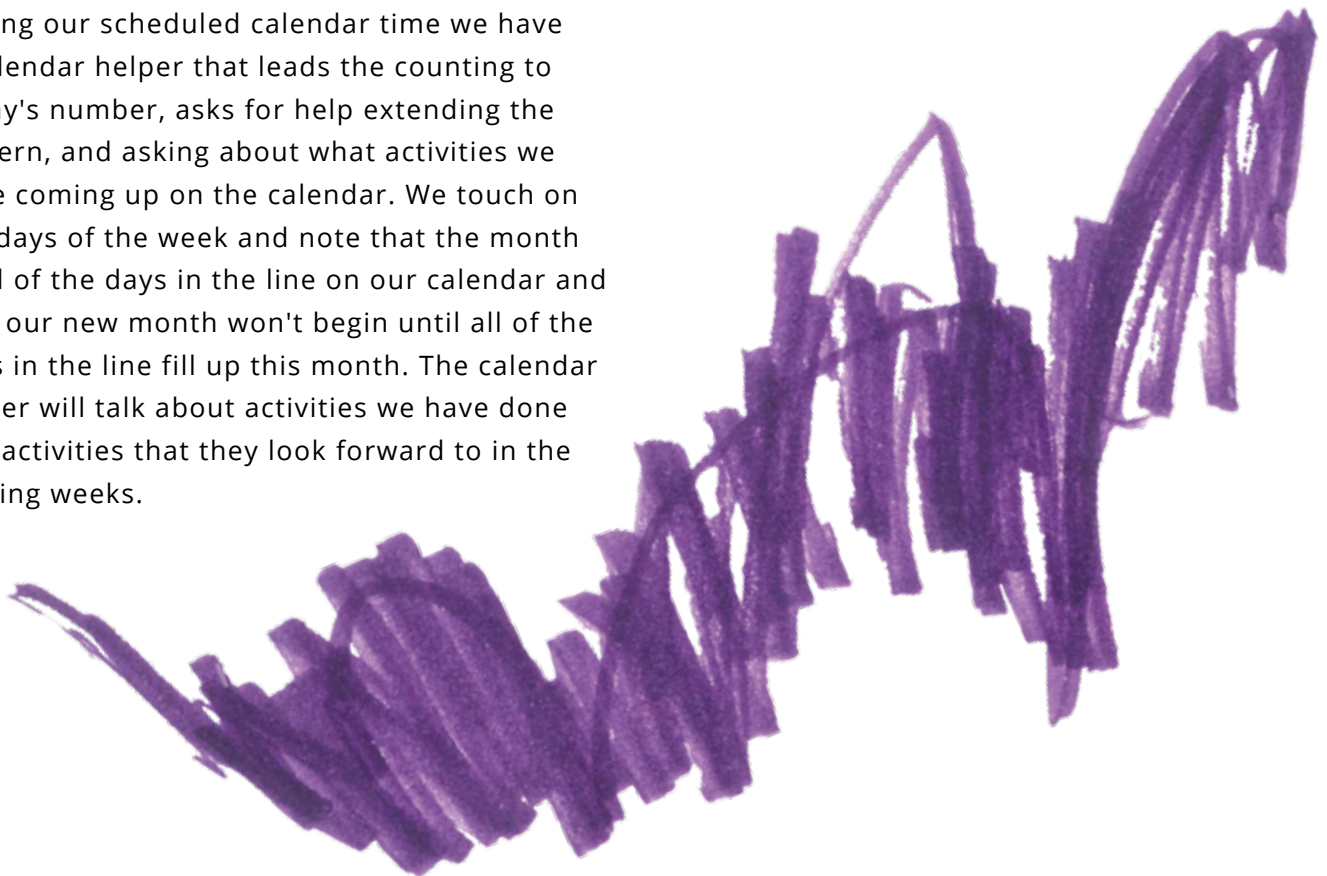 ng our scheduled calendar time we have
lendar helper that leads the counting to
y's number, asks for help extending the
ern, and asking about what activities we
e coming up on the calendar. We touch on
days of the week and note that the month
l of the days in the line on our calendar and
our new month won't begin until all of the
s in the line fill up this month. The calendar
er will talk about activities we have done
activities that they look forward to in the
ing weeks.